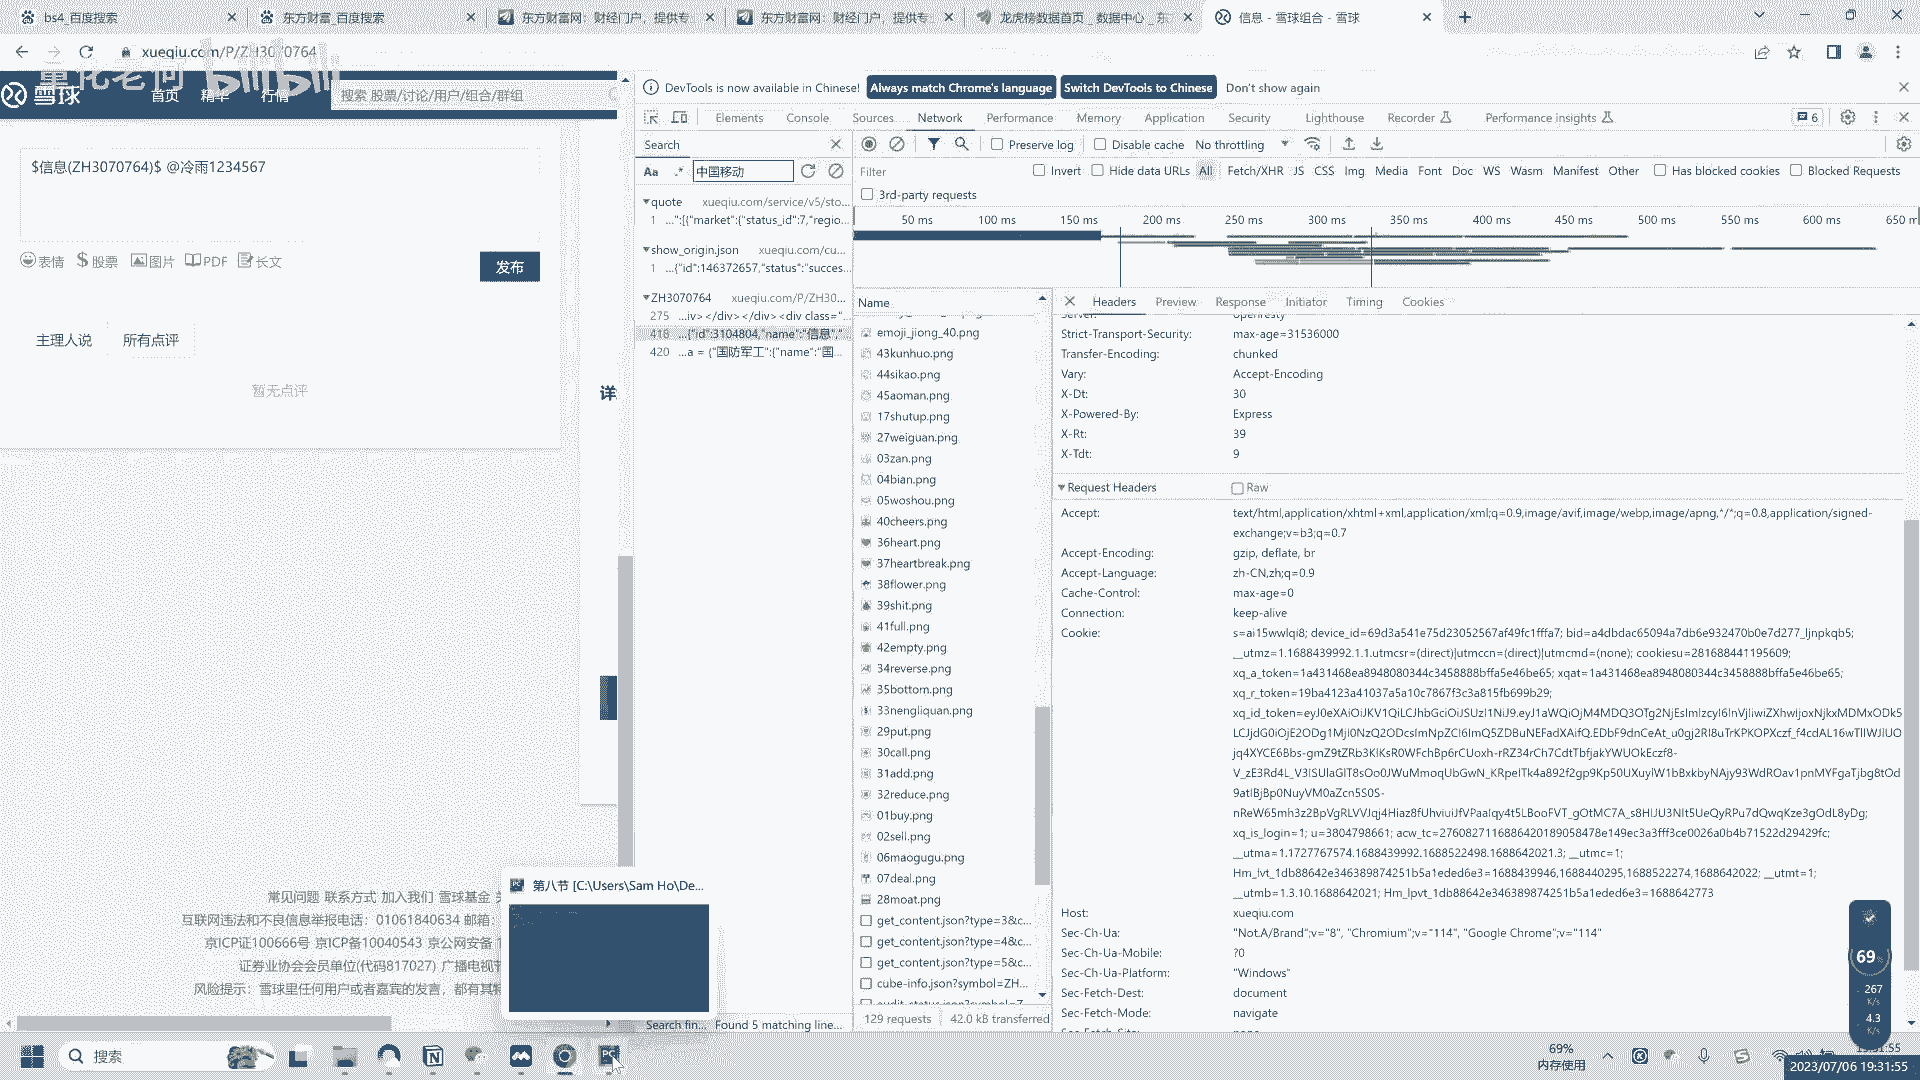 bs4_百度搜索
东方财富_百度搜索
东方财富网：财经门户，提供专
东方财富网：财经门户，提供专
龙虎榜数据首页 _ 数据中心 _ 东
信息 - 雪球组合 - 雪球
xueqiu.com/P/ZH3070764
量化老何 bilibili
雪球
首页 精华 行情
搜索 股票/讨论/用户/组合/群组
$信息(ZH3070764)$ @冷雨1234567
表情 股票 图片 PDF 长文
发布
主理人说 所有点评
暂无点评
详
常见问题 联系方式 加入我们 雪球基金
互联网违法和不良信息举报电话：01061840634 邮箱：
京ICP证100666号 京ICP备10040543 京公网安备 1
证券业协会会员单位(代码817027) 广播电视节
风险提示：雪球里任何用户或者嘉宾的发言，都有其特
DevTools is now available in Chinese! Always match Chrome's language Switch DevTools to Chinese Don't show again
Elements Console Sources Network Performance Memory Application Security Lighthouse Recorder Performance insights 6
Search
Aa .* 中国移动
quote xueqiu.com/service/v5/sto...
1 ...":[{"market":{"status_id":7,"regio...
show_origin.json xueqiu.com/cu...
1 ...{"id":146372657,"status":"succes...
ZH3070764 xueqiu.com/P/ZH30...
275 ...iv> </div></div><div class="...
418 ...{"id":3104804,"name":"信息","...
420 ...a = {"国防军工":{"name":"国...
Search fin... Found 5 matching line...
Preserve log Disable cache No throttling
Filter
Invert Hide data URLs All Fetch/XHR JS CSS Img Media Font Doc WS Wasm Manifest Other Has blocked cookies Blocked Requests
3rd-party requests
50 ms 100 ms 150 ms 200 ms 250 ms 300 ms 350 ms 400 ms 450 ms 500 ms 550 ms 600 ms 650 m
Name
emoji_jiong_40.png
43kunhuo.png
44sikao.png
45aoman.png
17shutup.png
27weiguan.png
03zan.png
04bian.png
05woshou.png
40cheers.png
36heart.png
37heartbreak.png
38flower.png
39shit.png
41full.png
42empty.png
34reverse.png
35bottom.png
33nengliquan.png
29put.png
30call.png
31add.png
32reduce.png
01buy.png
02sell.png
06maogugu.png
07deal.png
28moat.png
get_content.json?type=3&c...
get_content.json?type=4&c...
get_content.json?type=5&c...
cube-info.json?symbol=ZH...
audit_status.json?symbol=Z...
129 requests 42.0 kB transferred
Headers Preview Response Initiator Timing Cookies
Server: openresty
Strict-Transport-Security: max-age=31536000
Transfer-Encoding: chunked
Vary: Accept-Encoding
X-Dt: 30
X-Powered-By: Express
X-Rt: 39
X-Tdt: 9
Request Headers Raw
Accept: text/html,application/xhtml+xml,application/xml;q=0.9,image/avif,image/webp,image/apng,*/*;q=0.8,application/signed-
exchange;v=b3;q=0.7
Accept-Encoding: gzip, deflate, br
Accept-Language: zh-CN,zh;q=0.9
Cache-Control: max-age=0
Connection: keep-alive
Cookie: s=ai15wwlqi8; device_id=69d3a541e75d23052567af49fc1fffa7; bid=a4dbdac65094a7db6e932470b0e7d277_ljnpkqb5;
__utmz=1.1688439992.1.1.utmcsr=(direct)|utmccn=(direct)|utmcmd=(none); cookiesu=281688441195609;
xq_a_token=1a431468ea8948080344c3458888bffa5e46be65; xqat=1a431468ea8948080344c3458888bffa5e46be65;
xq_r_token=19ba4123a41037a5a10c7867f3c3a815fb699b29;
xq_is_login=1; u=3804798661; acw_tc=2760827116886420189058478e149ec3a3fff3ce0026a0b4b71522d29429fc;
__utma=1.1727767574.1688439992.1688522498.1688642021.3; __utmc=1;
Hm_lvt_1db88642e346389874251b5a1eded6e3=1688439946,1688440295,1688522274,1688642022; __utmt=1;
__utmb=1.3.10.1688642021; Hm_lpvt_1db88642e346389874251b5a1eded6e3=1688642773
Host: xueqiu.com
Sec-Ch-Ua: "Not.A/Brand";v="8", "Chromium";v="114", "Google Chrome";v="114"
Sec-Ch-Ua-Mobile: ?0
Sec-Ch-Ua-Platform: "Windows"
Sec-Fetch-Dest: document
Sec-Fetch-Mode: navigate
Sec-Fetch-Site: none
第八节 [C:\Users\Sam Ho\De...
69%
267
K/s
4.3
K/s
搜索
69%
内存使用
2023/07/06 19:31:55